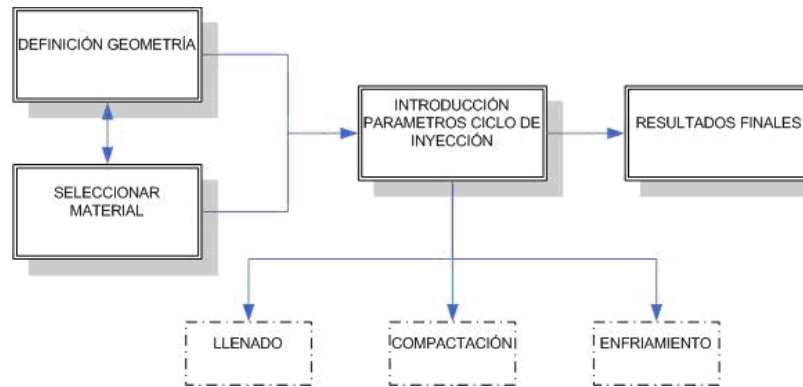 DEFINICIÓN GEOMETRÍA
SELECCIONAR
MATERIAL
INTRODUCCIÓN
PARAMETROS CICLO DE
INYECCIÓN
RESULTADOS FINALES
LLENADO
COMPACTACIÓN
ENFRIAMIENTO